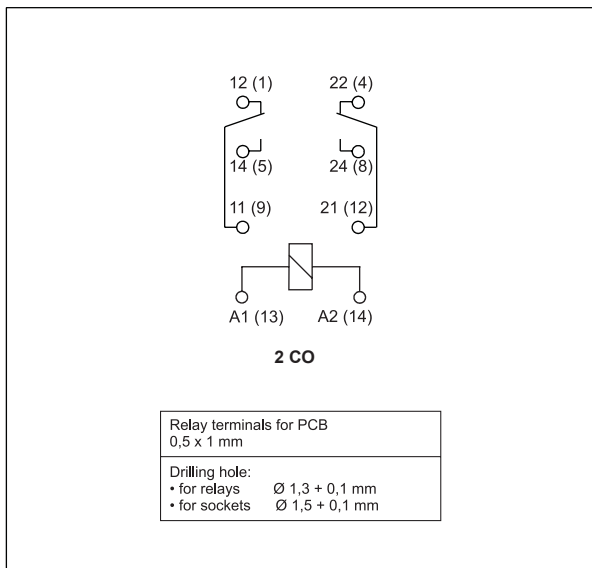 12 (1) 22 (4)
14 (5) 24 (8)
11 (9) 21 (12)
A1 (13) A2 (14)
2 CO
Relay terminals for PCB
0,5 x 1 mm
Drilling hole:
• for relays Ø 1,3 + 0,1 mm
• for sockets Ø 1,5 + 0,1 mm